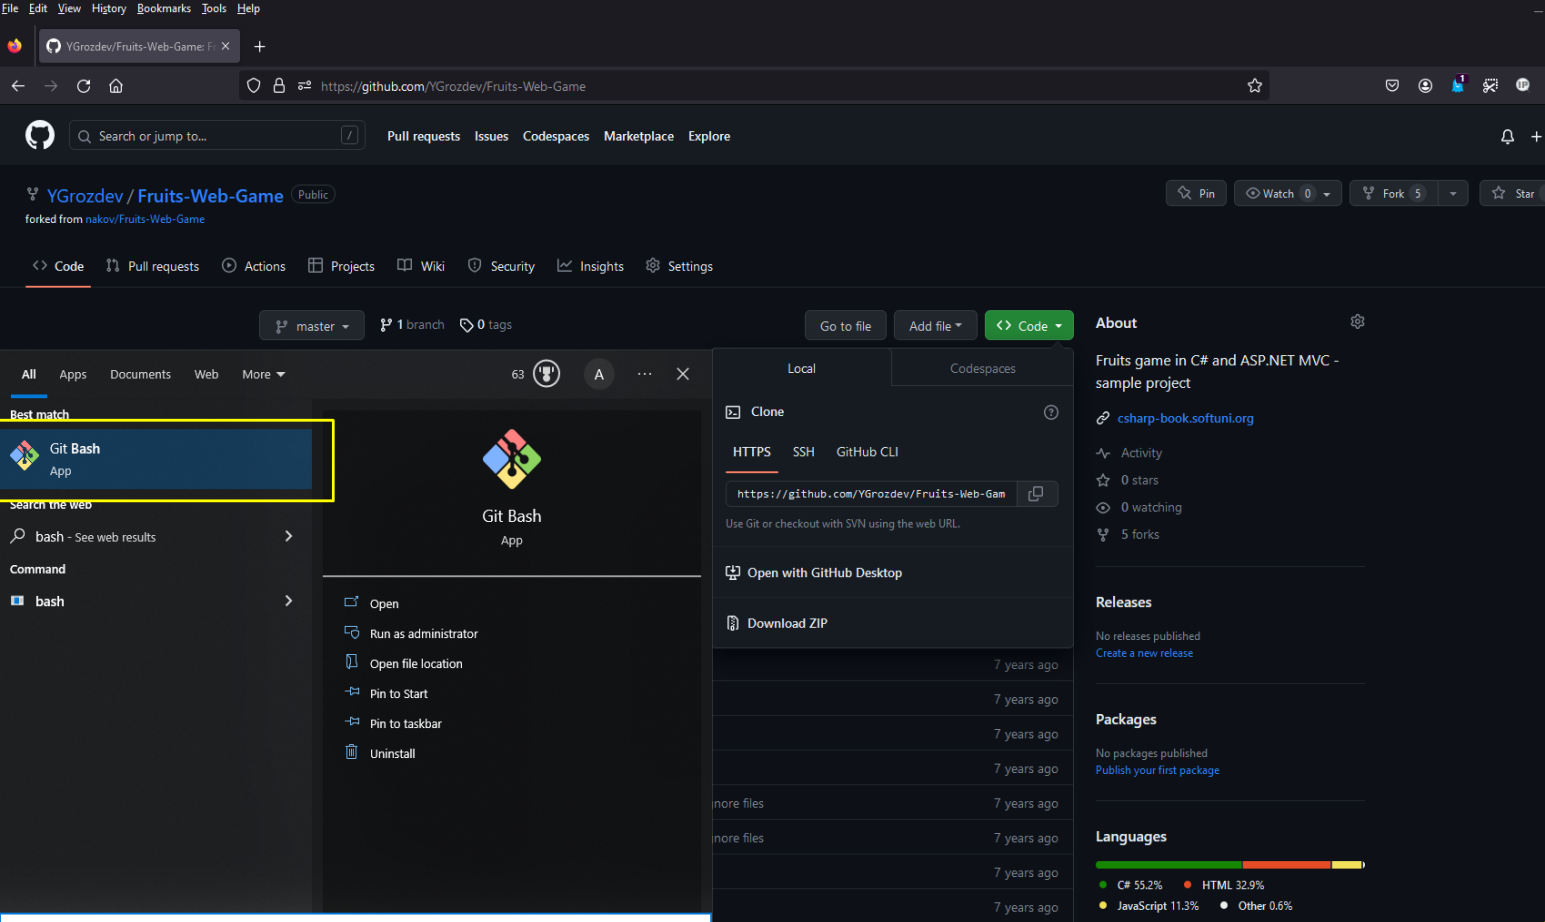 File Edit View History Bookmarks Tools Help
YGrozdev/Fruits-Web-Game: Fr
https://github.com/YGrozdev/Fruits-Web-Game
1
IP
Search or jump to... /
Pull requests Issues Codespaces Marketplace Explore
YGrozdev / Fruits-Web-Game Public
Pin Watch 0 Fork 5 Star
forked from nakov/Fruits-Web-Game
Code Pull requests Actions Projects Wiki Security Insights Settings
master 1 branch 0 tags Go to file Add file Code
All Apps Documents Web More 63 A ...
Best match
Git Bash
App
Search the web
bash - See web results
Command
bash
Git Bash
App
Open
Run as administrator
Open file location
Pin to Start
Pin to taskbar
Uninstall
Local Codespaces
Clone
HTTPS SSH GitHub CLI
https://github.com/YGrozdev/Fruits-Web-Gam
Use Git or checkout with SVN using the web URL.
Open with GitHub Desktop
Download ZIP
7 years ago
7 years ago
7 years ago
7 years ago
nore files 7 years ago
nore files 7 years ago
7 years ago
7 years ago
About
Fruits game in C# and ASP.NET MVC -
sample project
csharp-book.softuni.org
Activity
0 stars
0 watching
5 forks
Releases
No releases published
Create a new release
Packages
No packages published
Publish your first package
Languages
C# 55.2% HTML 32.9%
JavaScript 11.3% Other 0.6%